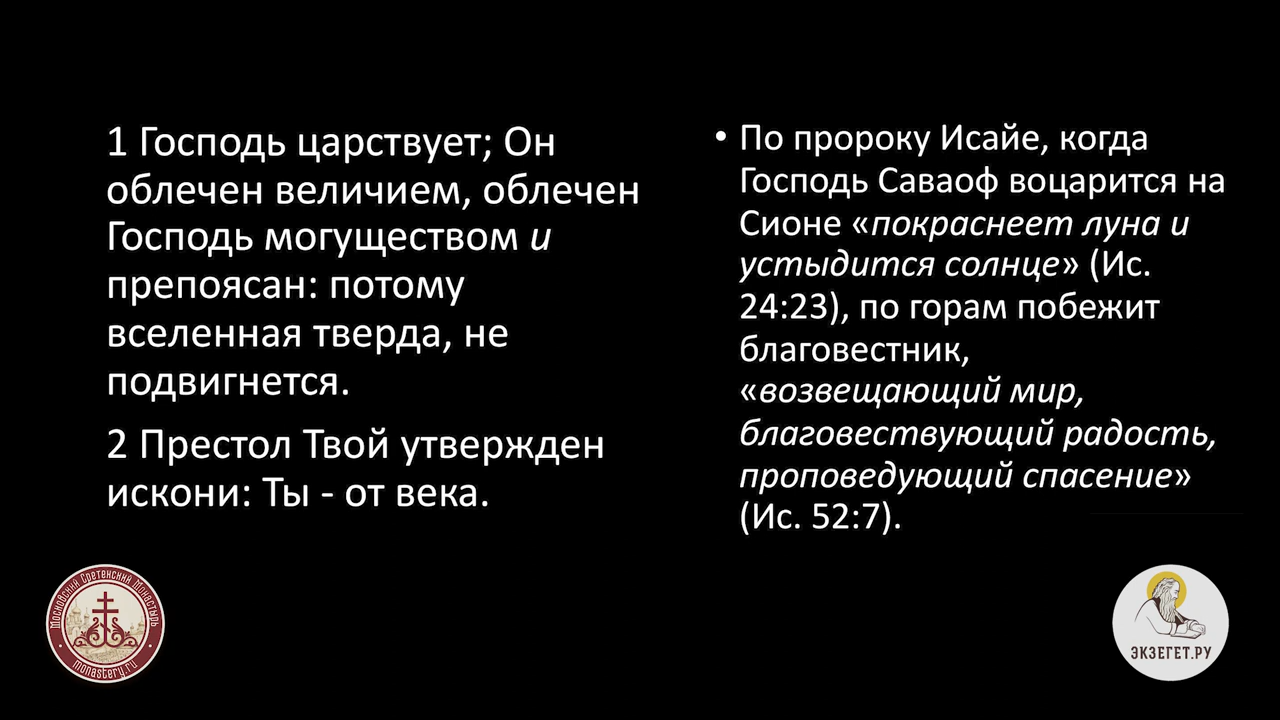 1 Господь царствует; Он
облечен величием, облечен
Господь могуществом и
препоясан: потому
вселенная тверда, не
подвигнется.
2 Престол Твой утвержден
искони: Ты - от века.
• По пророку Исайе, когда
Господь Саваоф воцарится на
Сионе «покраснеет луна и
устыдится солнце» (Ис.
24:23), по горам побежит
благовестник,
«возвещающий мир,
благовествующий радость,
проповедующий спасение»
(Ис. 52:7).
Московский Сретенский Монастырь
monastery.ru
ЭКЗЕГЕТ.РУ